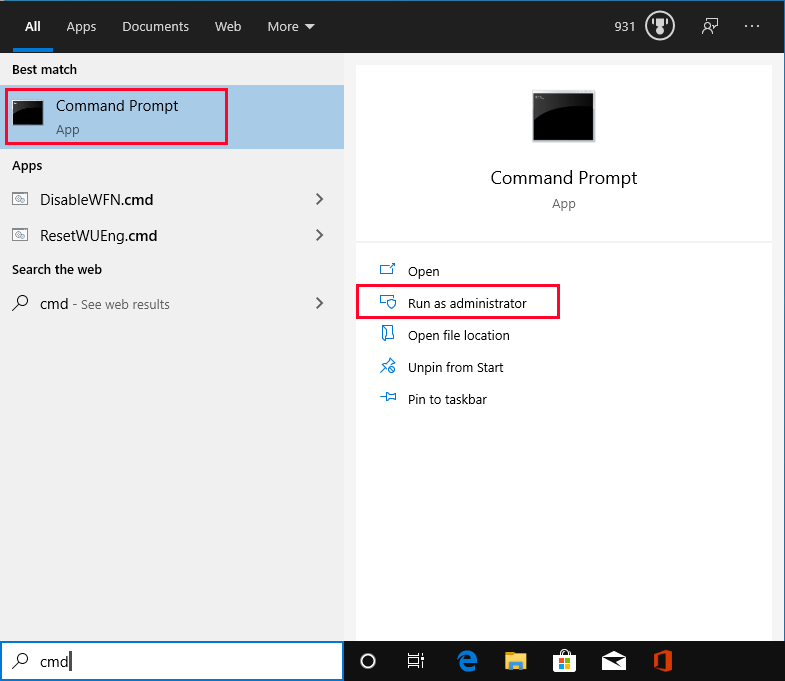 All Apps Documents Web More 931 ...
Best match
Command Prompt
App
Apps
DisableWFN.cmd
ResetWUEng.cmd
Search the web
cmd - See web results
Command Prompt
App
Open
Run as administrator
Open file location
Unpin from Start
Pin to taskbar
cmd